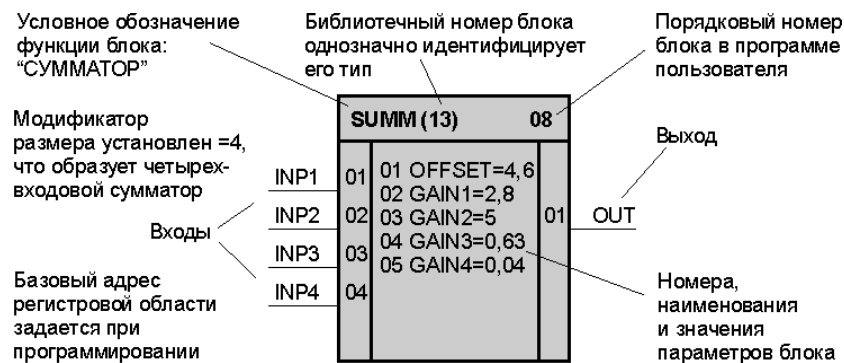 Условное обозначение
функции блока:
“СУММАТОР”
Библиотечный номер блока
однозначно идентифицирует
его тип
Порядковый номер
блока в программе
пользователя
Модификатор
размера установлен =4,
что образует четырех-
входовой сумматор
Входы
Базовый адрес
регистровой области
задается при
программировании
SUMM (13) 08
INP1 01
INP2 02
INP3 03
INP4 04
01 OFFSET=4,6
02 GAIN1=2,8
03 GAIN2=5
04 GAIN3=0,63
05 GAIN4=0,04
01 OUT
Выход
Номера,
наименования
и значения
параметров блока